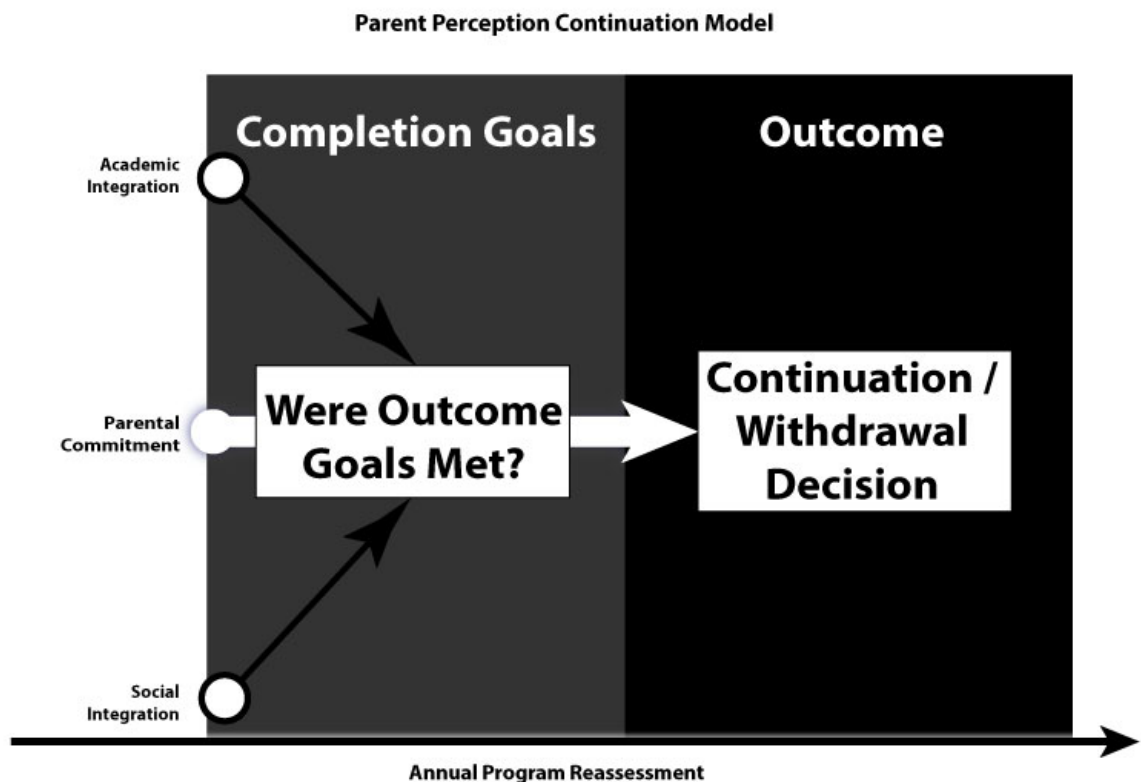 Parent Perception Continuation Model
Completion Goals
Outcome
Academic
Integration
Parental
Commitment
Were Outcome
Goals Met?
Continuation /
Withdrawal
Decision
Social
Integration
Annual Program Reassessment